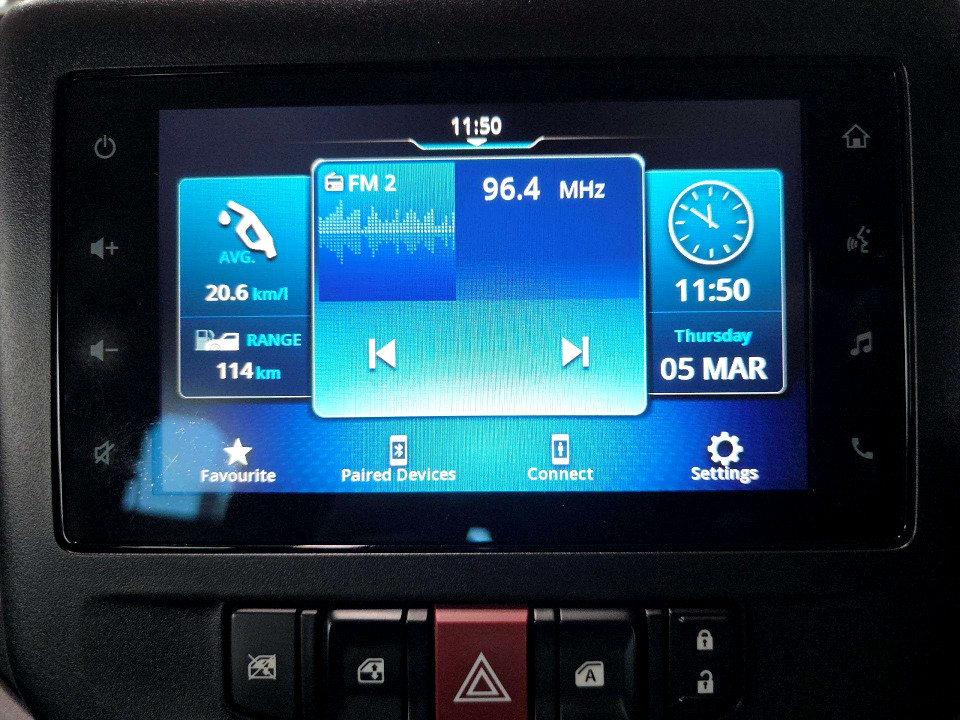 11:50
FM 2
96.4 MHz
AVG.
20.6 km/l
RANGE
114 km
11:50
Thursday
05 MAR
Favourite
Paired Devices
Connect
Settings
A